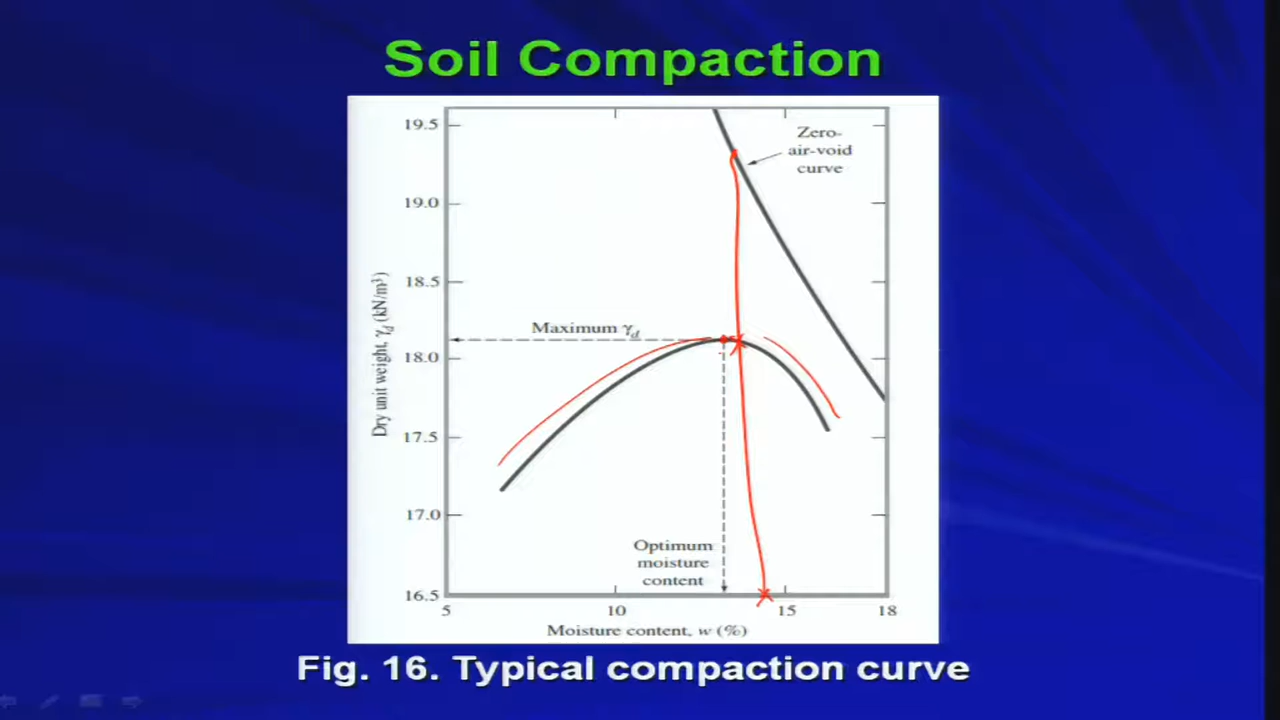 Soil Compaction
19.5
19.0
18.5
18.0
17.5
17.0
16.5
Dry unit weight, γd (kN/m³)
Zero-
air-void
curve
Maximum γd
Optimum
moisture
content
5
10
15
18
Moisture content, w (%)
Fig. 16. Typical compaction curve